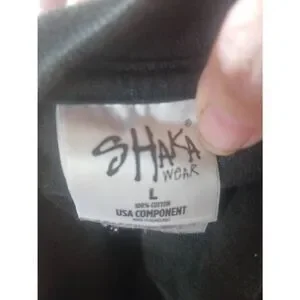 SHAKA
WEAR
®
L
100% COTTON
USA COMPONENT